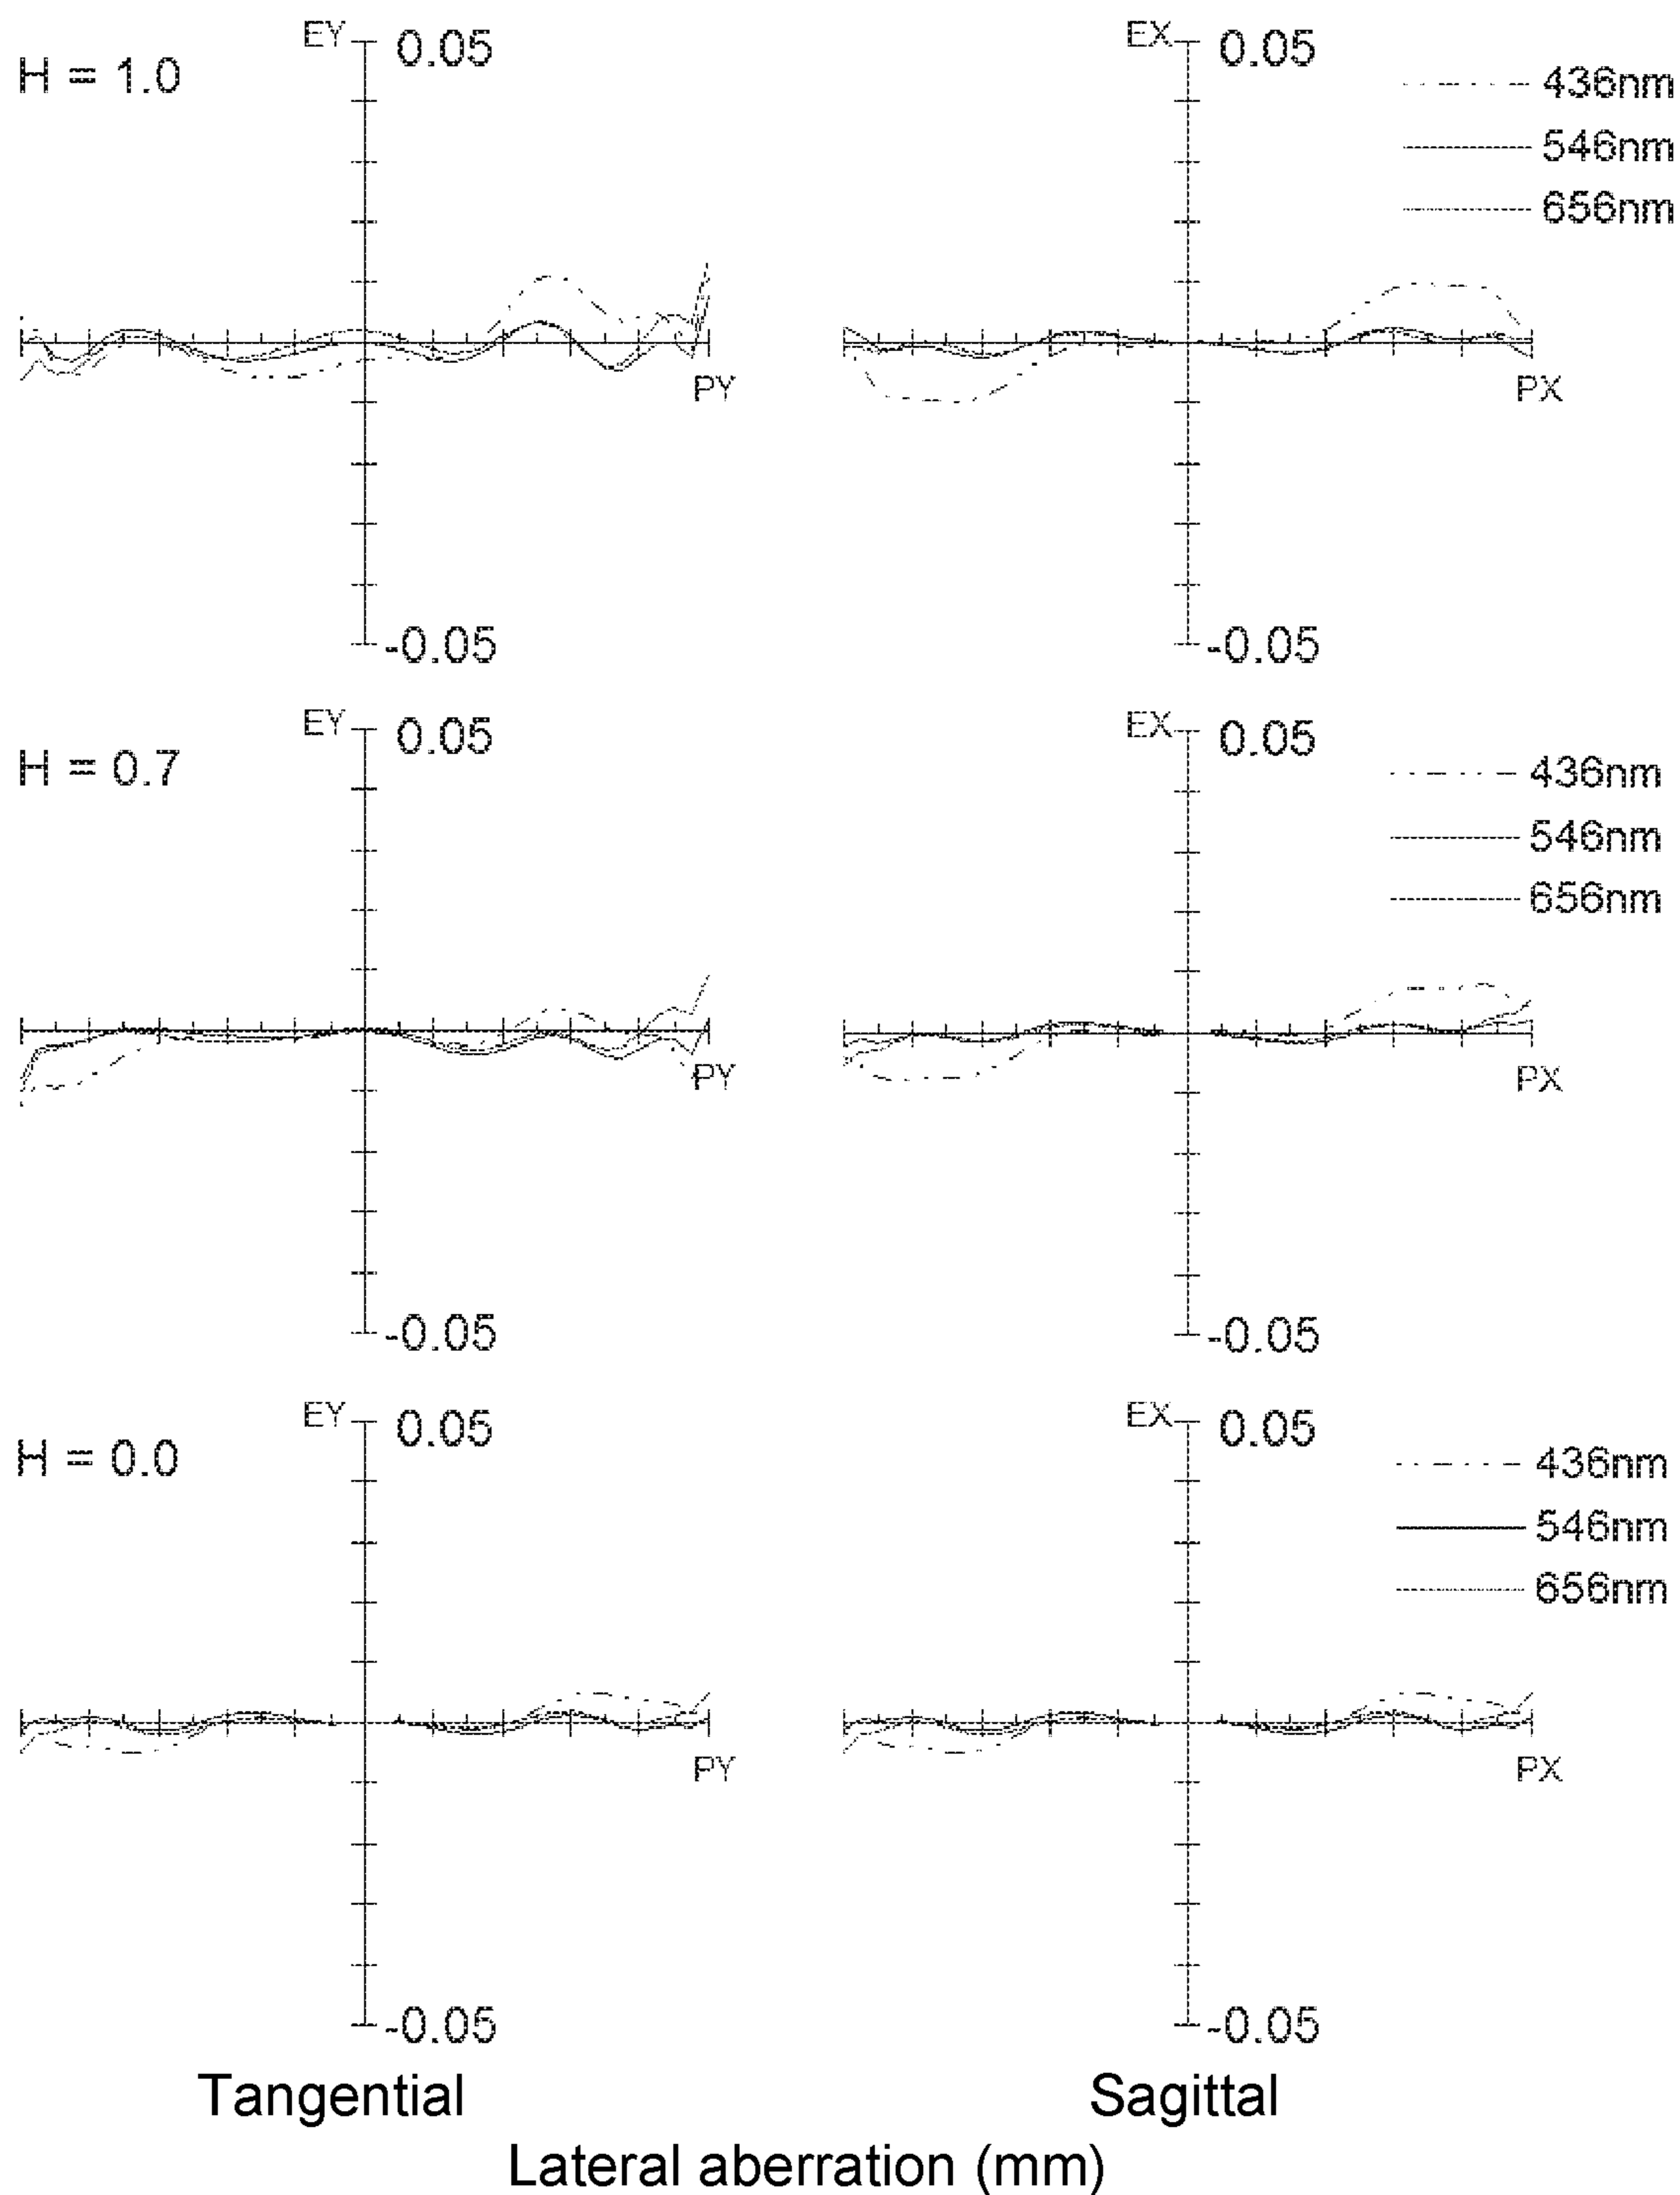 EY 0.05 EX 0.05
H = 1.0
436nm
546nm
656nm
PY PX
-0.05 -0.05
EY 0.05 EX 0.05
H = 0.7
436nm
546nm
656nm
PY PX
-0.05 -0.05
EY 0.05 EX 0.05
H = 0.0
436nm
546nm
656nm
PY PX
-0.05 -0.05
Tangential Sagittal
Lateral aberration (mm)